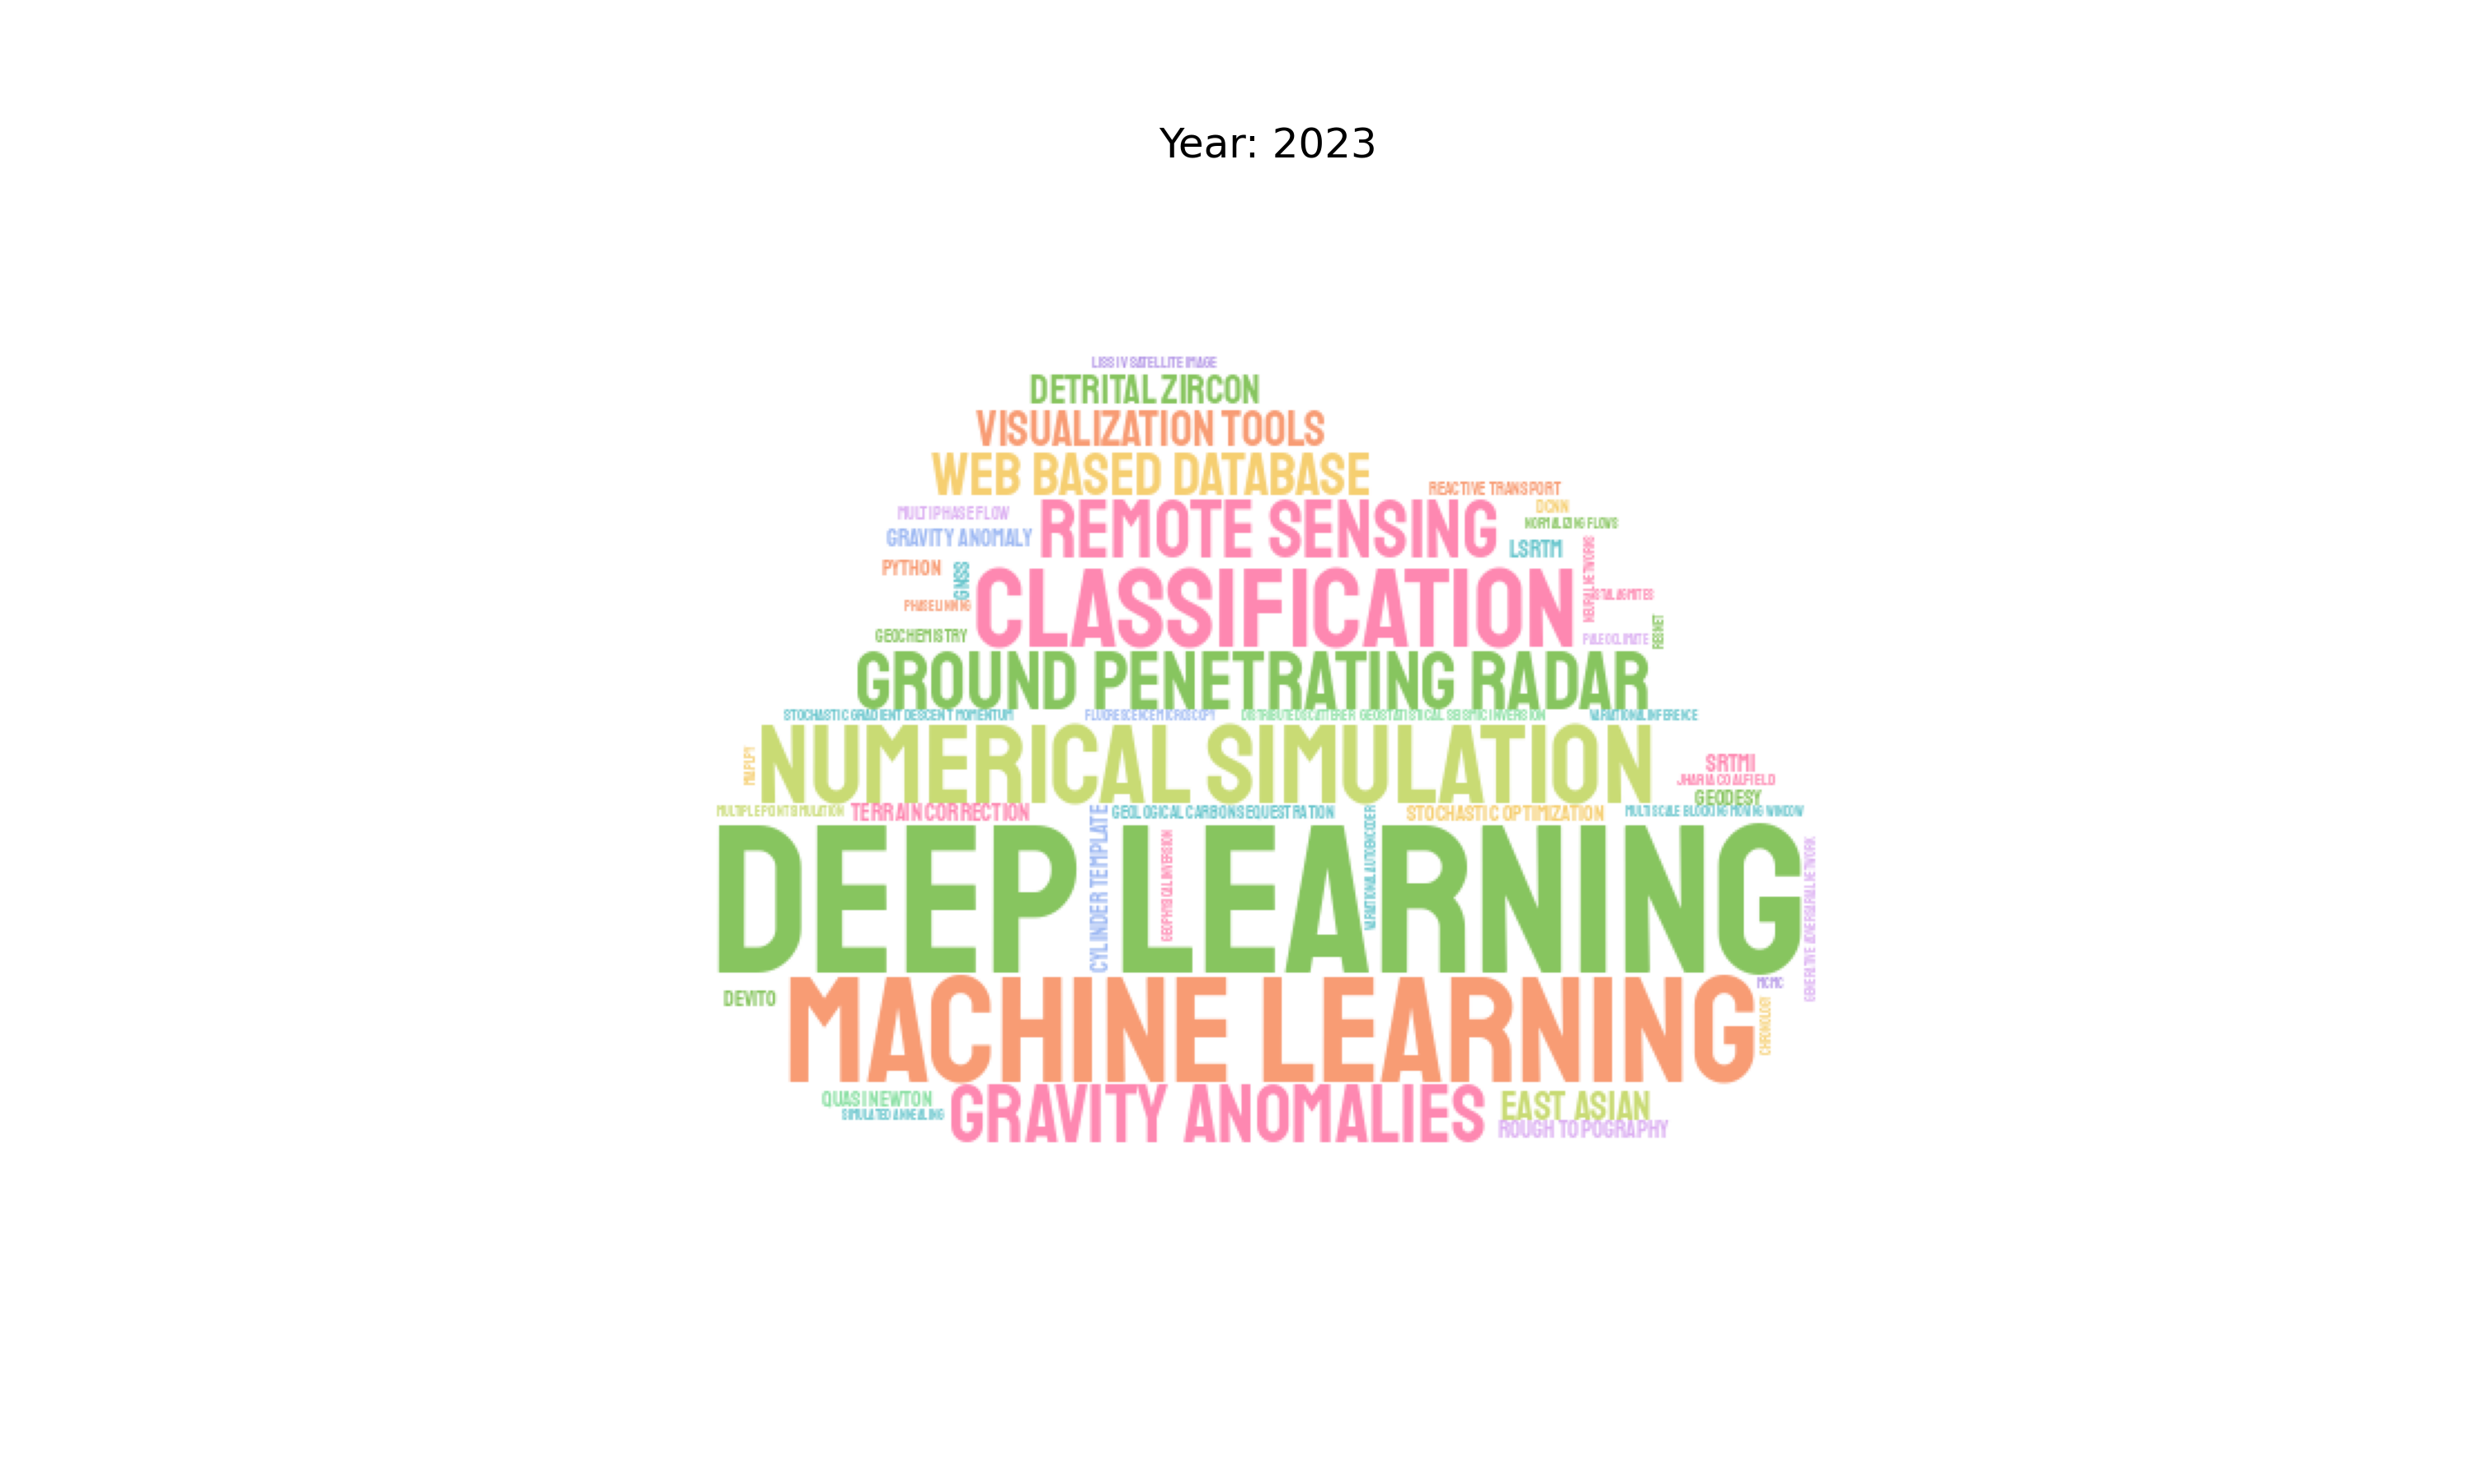 Year: 2023
LISS IV SATELLITE IMAGE
DETRITAL ZIRCON
VISUALIZATION TOOLS
WEB BASED DATABASE
REACTIVE TRANSPORT
MULTIPHASE FLOW
REMOTE SENSING
DCNN
NORMALIZING FLOWS
GRAVITY ANOMALY
LSRTM
PYTHON
GNSS
CLASSIFICATION
NEURAL NETWORKS
STALAGMITES
PHASE LINKING
GEOCHEMISTRY
PALEOCLIMATE
RESNET
GROUND PENETRATING RADAR
STOCHASTIC GRADIENT DESCENT MOMENTUM
FLUORESCENCE MICROSCOPY
DISTRIBUTED SCATTERER
GEOSTATISTICAL SEISMIC INVERSION
VARIATIONAL INFERENCE
NUMERICAL SIMULATION
SRTMI
JHARIA COALFIELD
GEODESY
MULTIPLE POINT SIMULATION
TERRAIN CORRECTION
CYLINDER TEMPLATE
GEOLOGICAL CARBON SEQUESTRATION
VARIATIONAL AUTOENCODER
STOCHASTIC OPTIMIZATION
MULTI SCALE BLOCKING MOVING WINDOW
DEEP LEARNING
GEOPHYSICAL INVERSION
GENERATIVE ADVERSARIAL NETWORK
DEVITO
MACHINE LEARNING
MCMC
CHRONOLOGY
QUASI NEWTON
SIMULATED ANNEALING
GRAVITY ANOMALIES
EAST ASIAN
ROUGH TOPOGRAPHY